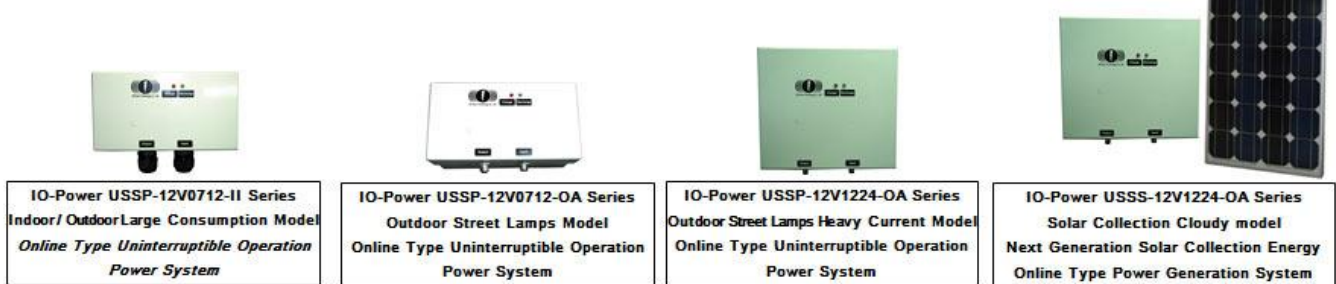 IO-Power USSP-12V0712-II Series
Indoor/ Outdoor Large Consumption Model
Online Type Uninterruptible Operation
Power System
IO-Power USSP-12V0712-OA Series
Outdoor Street Lamps Model
Online Type Uninterruptible Operation
Power System
IO-Power USSP-12V1224-OA Series
Outdoor Street Lamps Heavy Current Model
Online Type Uninterruptible Operation
Power System
IO-Power USSS-12V1224-OA Series
Solar Collection Cloudy model
Next Generation Solar Collection Energy
Online Type Power Generation System